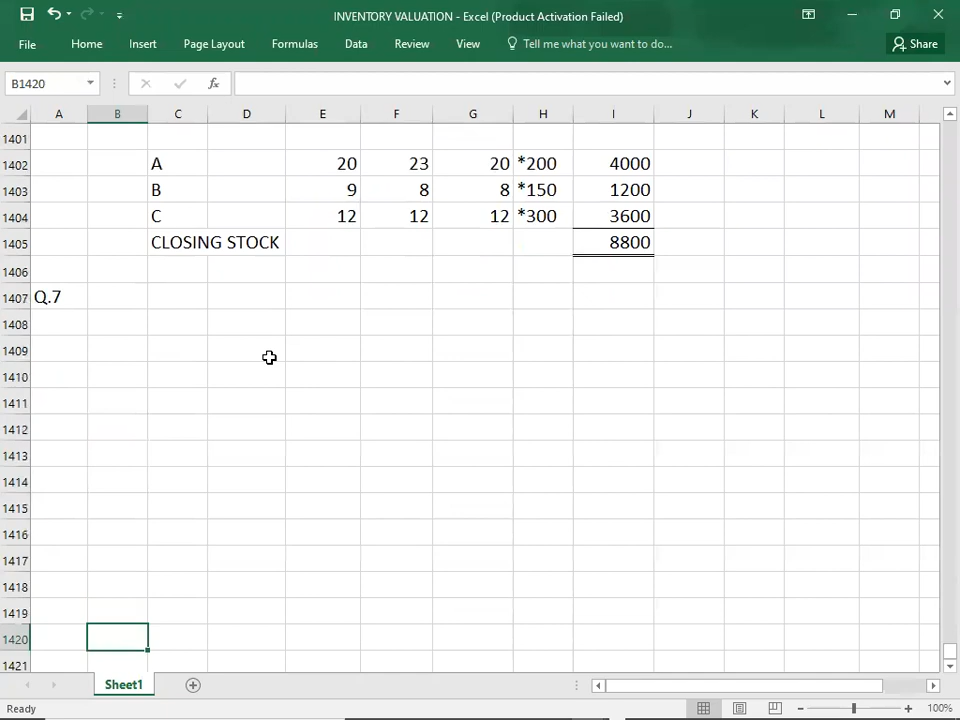 INVENTORY VALUATION - Excel (Product Activation Failed)
File Home Insert Page Layout Formulas Data Review View Tell me what you want to do... Share
B1420 fx
A B C D E F G H I J K L M
1401
1402 A 20 23 20 *200 4000
1403 B 9 8 8 *150 1200
1404 C 12 12 12 *300 3600
1405 CLOSING STOCK 8800
1406
1407 Q.7
1408
1409
1410
1411
1412
1413
1414
1415
1416
1417
1418
1419
1420
1421
Sheet1
Ready 100%